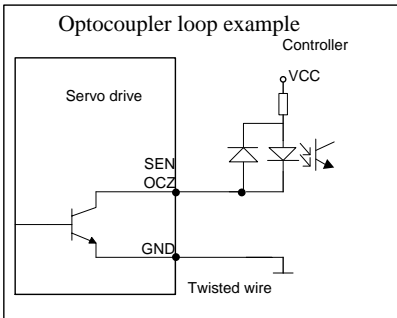 Optocoupler loop example
Controller
VCC
Servo drive
SEN
OCZ
GND
Twisted wire